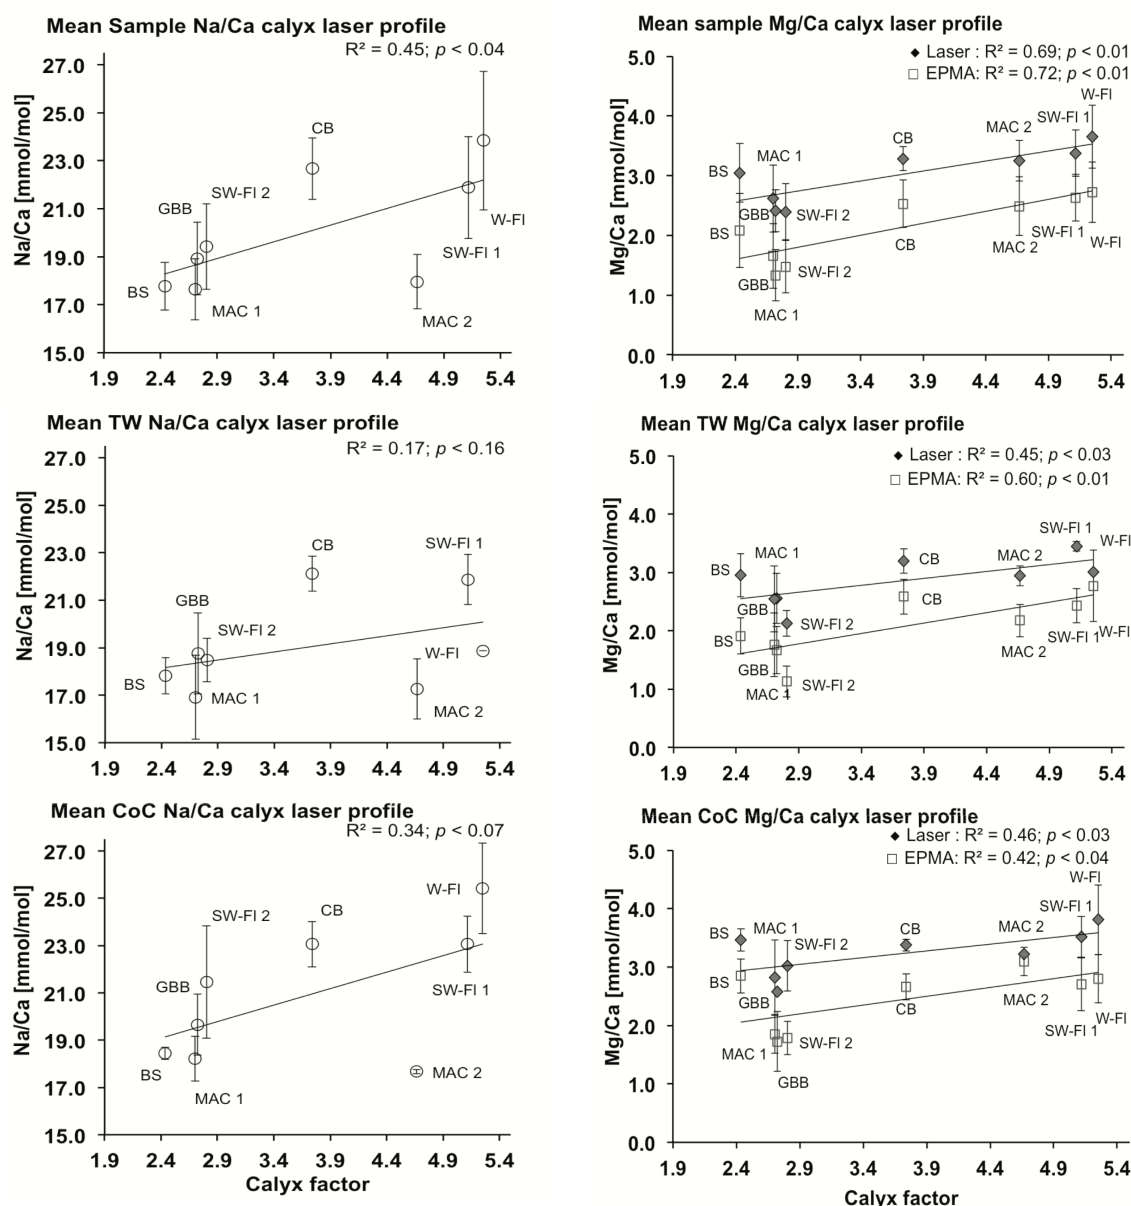 Mean Sample Na/Ca calyx laser profile
R² = 0.45; p < 0.04
Na/Ca [mmol/mol]
27.0
25.0
23.0
21.0
19.0
17.0
15.0
CB
SW-FI 2
GBB
W-FI
SW-FI 1
BS
MAC 1
MAC 2
1.9 2.4 2.9 3.4 4.4 4.9 5.4
Mean sample Mg/Ca calyx laser profile
Laser : R² = 0.69; p < 0.01
EPMA: R² = 0.72; p < 0.01
Mg/Ca [mmol/mol]
5.0
4.0
3.0
2.0
1.0
0.0
W-FI
SW-FI 1
MAC 2
CB
MAC 1
BS
GBB
SW-FI 2
BS
CB
MAC 2
SW-FI 1
W-FI
SW-FI 2
GBB
MAC 1
1.9 2.4 2.9 3.4 3.9 4.4 4.9 5.4
Mean TW Na/Ca calyx laser profile
R² = 0.17; p < 0.16
Na/Ca [mmol/mol]
27.0
25.0
23.0
21.0
19.0
17.0
15.0
CB
SW-FI 1
GBB
SW-FI 2
W-FI
BS
MAC 1
MAC 2
1.9 2.4 2.9 3.4 4.4 4.9 5.4
Mean TW Mg/Ca calyx laser profile
Laser : R² = 0.45; p < 0.03
EPMA: R² = 0.60; p < 0.01
Mg/Ca [mmol/mol]
5.0
4.0
3.0
2.0
1.0
0.0
SW-FI 1
W-FI
MAC 1
CB
MAC 2
BS
CB
GBB
SW-FI 2
BS
SW-FI 1
W-FI
MAC 2
GBB
SW-FI 2
MAC 1
1.9 2.4 2.9 3.4 3.9 4.4 4.9 5.4
Mean CoC Na/Ca calyx laser profile
R² = 0.34; p < 0.07
Na/Ca [mmol/mol]
27.0
25.0
23.0
21.0
19.0
17.0
15.0
W-FI
CB
SW-FI 2
GBB
SW-FI 1
BS
MAC 2
MAC 1
1.9 2.4 2.9 3.4 3.9 4.4 4.9 5.4
Calyx factor
Mean CoC Mg/Ca calyx laser profile
Laser : R² = 0.46; p < 0.03
EPMA: R² = 0.42; p < 0.04
Mg/Ca [mmol/mol]
5.0
4.0
3.0
2.0
1.0
0.0
W-FI
SW-FI 1
MAC 2
CB
MAC 1
BS
SW-FI 2
BS
GBB
CB
MAC 2
SW-FI 1
W-FI
MAC 1
SW-FI 2
GBB
1.9 2.4 2.9 3.4 3.9 4.4 4.9 5.4
Calyx factor